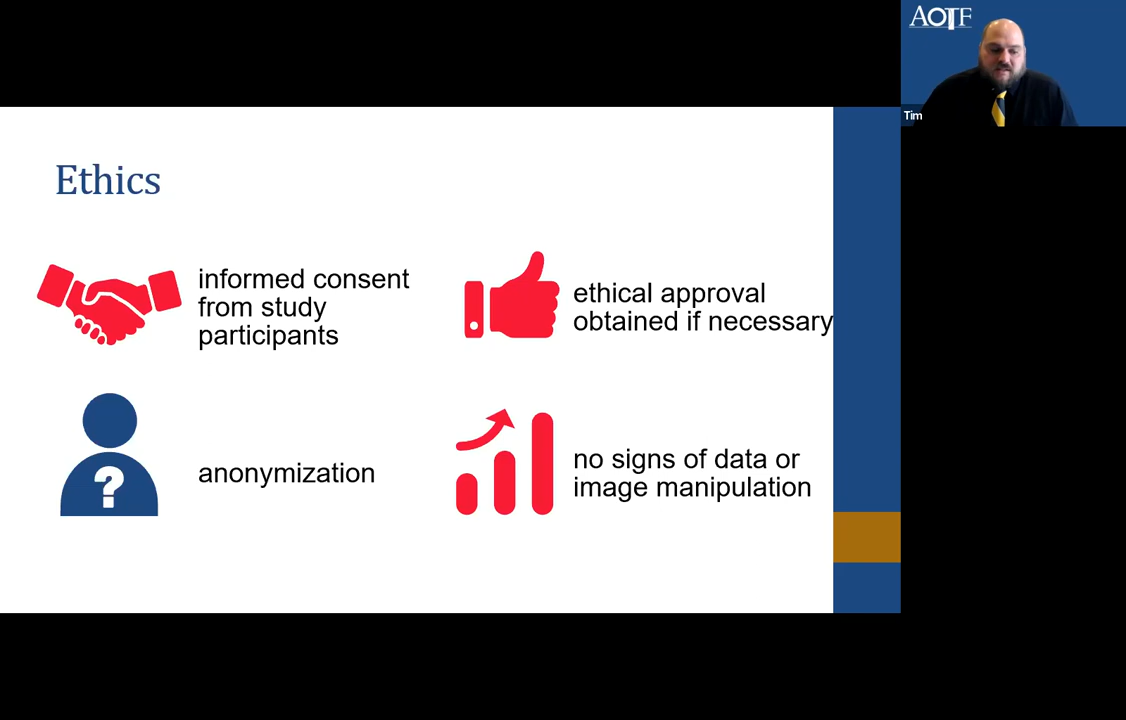 AOTF
Tim
Ethics
informed consent
from study
participants
ethical approval
obtained if necessary
?
anonymization
no signs of data or
image manipulation